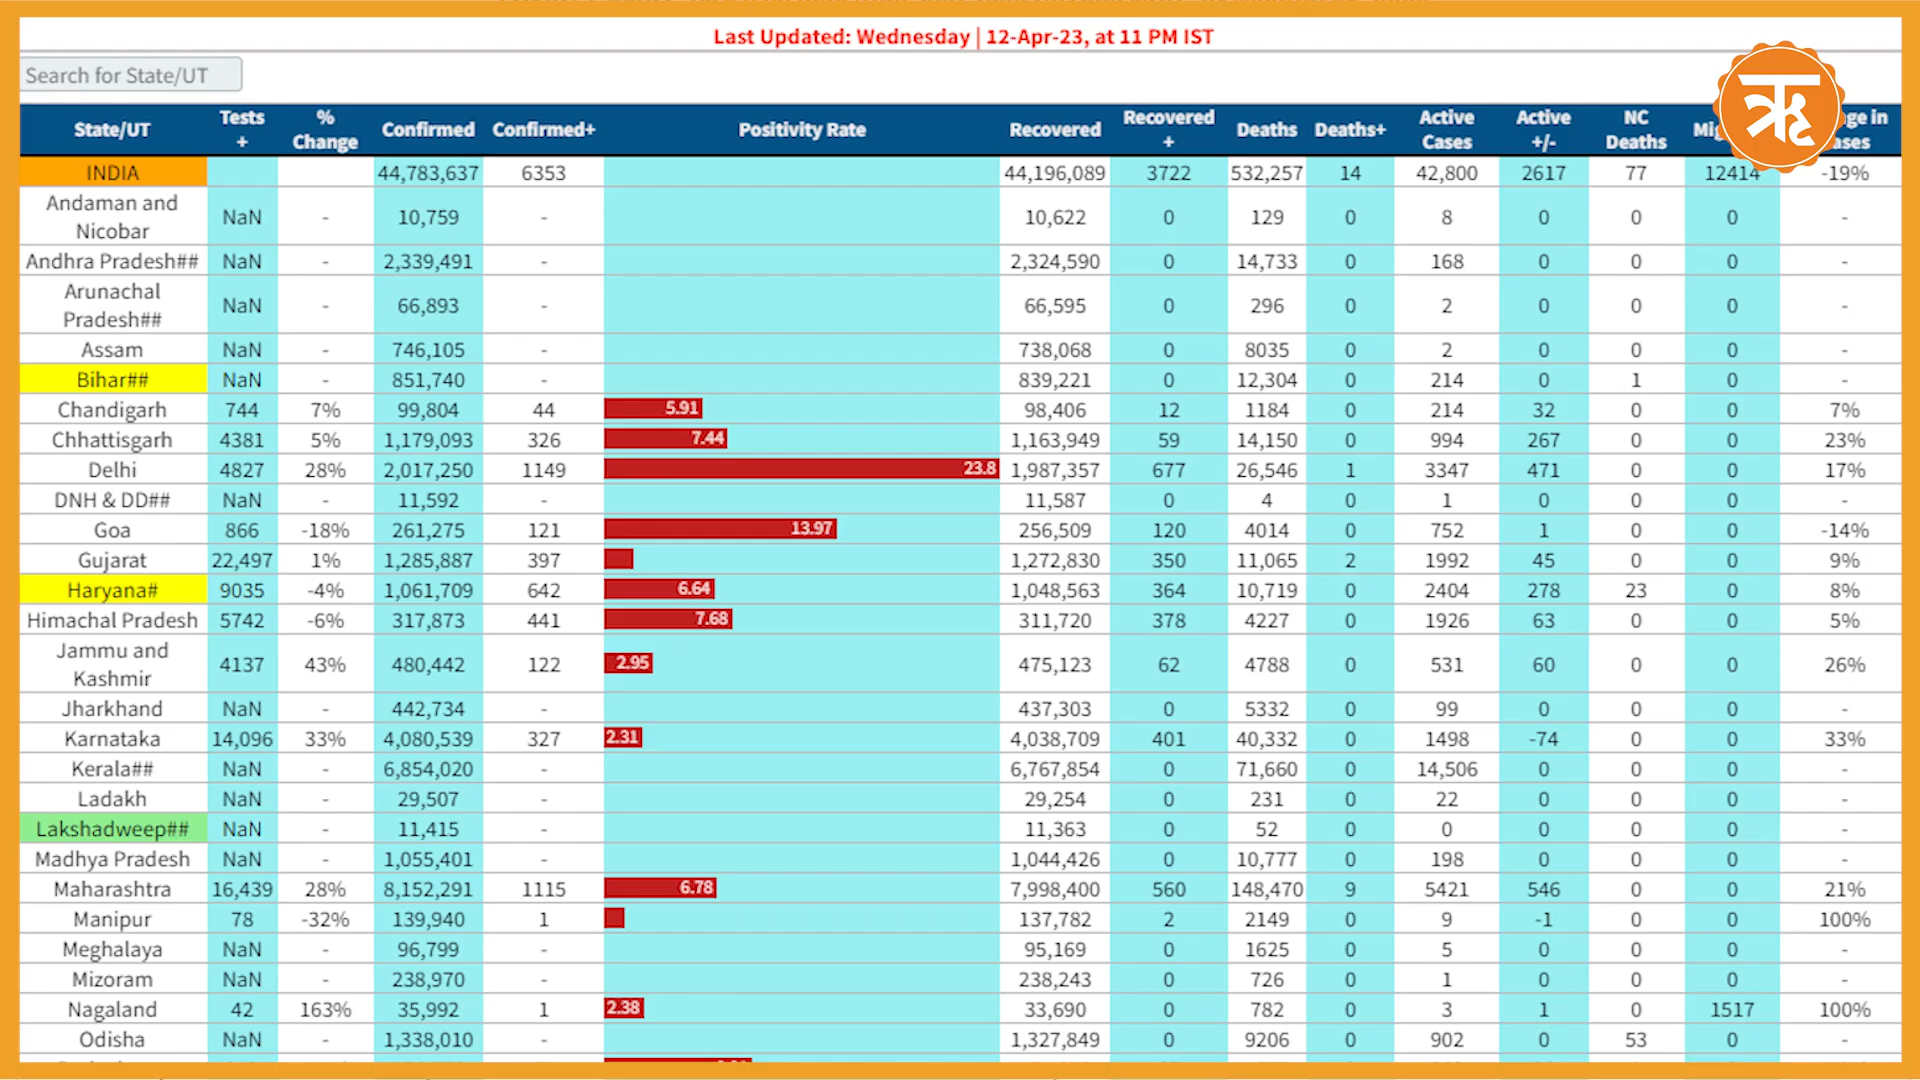 Last Updated: Wednesday | 12-Apr-23, at 11 PM IST
Search for State/UT
State/UT Tests + % Change Confirmed Confirmed+ Positivity Rate Recovered Recovered + Deaths Deaths+ Active Cases Active +/- NC Deaths
ऋ
INDIA 44,783,637 6353 44,196,089 3722 532,257 14 42,800 2617 77 12414 -19%
Andaman and Nicobar NaN - 10,759 - 10,622 0 129 0 8 0 0 0 -
Andhra Pradesh## NaN - 2,339,491 - 2,324,590 0 14,733 0 168 0 0 0 -
Arunachal Pradesh## NaN - 66,893 - 66,595 0 296 0 2 0 0 0 -
Assam NaN - 746,105 - 738,068 0 8035 0 2 0 0 0 -
Bihar## NaN - 851,740 - 839,221 0 12,304 0 214 0 1 0 -
Chandigarh 744 7% 99,804 44 5.91 98,406 12 1184 0 214 32 0 0 7%
Chhattisgarh 4381 5% 1,179,093 326 7.44 1,163,949 59 14,150 0 994 267 0 0 23%
Delhi 4827 28% 2,017,250 1149 23.8 1,987,357 677 26,546 1 3347 471 0 0 17%
DNH & DD## NaN - 11,592 - 11,587 0 4 0 1 0 0 0 -
Goa 866 -18% 261,275 121 13.97 256,509 120 4014 0 752 1 0 0 -14%
Gujarat 22,497 1% 1,285,887 397 1,272,830 350 11,065 2 1992 45 0 0 9%
Haryana# 9035 -4% 1,061,709 642 6.64 1,048,563 364 10,719 0 2404 278 23 0 8%
Himachal Pradesh 5742 -6% 317,873 441 7.68 311,720 378 4227 0 1926 63 0 0 5%
Jammu and Kashmir 4137 43% 480,442 122 2.95 475,123 62 4788 0 531 60 0 0 26%
Jharkhand NaN - 442,734 - 437,303 0 5332 0 99 0 0 0 -
Karnataka 14,096 33% 4,080,539 327 2.31 4,038,709 401 40,332 0 1498 -74 0 0 33%
Kerala## NaN - 6,854,020 - 6,767,854 0 71,660 0 14,506 0 0 0 -
Ladakh NaN - 29,507 - 29,254 0 231 0 22 0 0 0 -
Lakshadweep## NaN - 11,415 - 11,363 0 52 0 0 0 0 0 -
Madhya Pradesh NaN - 1,055,401 - 1,044,426 0 10,777 0 198 0 0 0 -
Maharashtra 16,439 28% 8,152,291 1115 6.78 7,998,400 560 148,470 9 5421 546 0 0 21%
Manipur 78 -32% 139,940 1 137,782 2 2149 0 9 -1 0 0 100%
Meghalaya NaN - 96,799 - 95,169 0 1625 0 5 0 0 0 -
Mizoram NaN - 238,970 - 238,243 0 726 0 1 0 0 0 -
Nagaland 42 163% 35,992 1 2.38 33,690 0 782 0 3 1 0 1517 100%
Odisha NaN - 1,338,010 - 1,327,849 0 9206 0 902 0 53 0 -